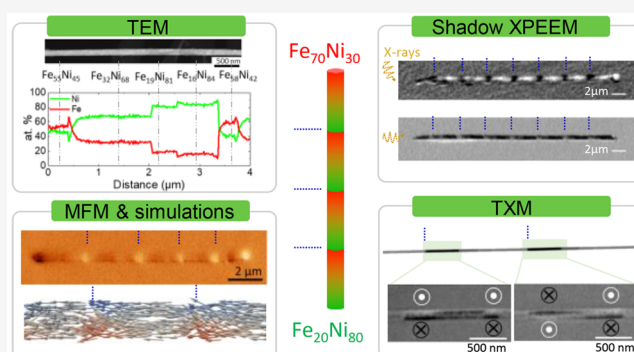 TEM
500 nm
Fe55Ni45 Fe32Ni68 Fe19Ni81 Fe16Ni84 Fe58Ni42
Ni
Fe
at. %
100
80
60
40
20
0
0 1 2 3 4
Distance (µm)
MFM & simulations
2 µm
Fe70Ni30
Fe20Ni80
Shadow XPEEM
X-rays
2µm
2µm
TXM
500 nm
500 nm